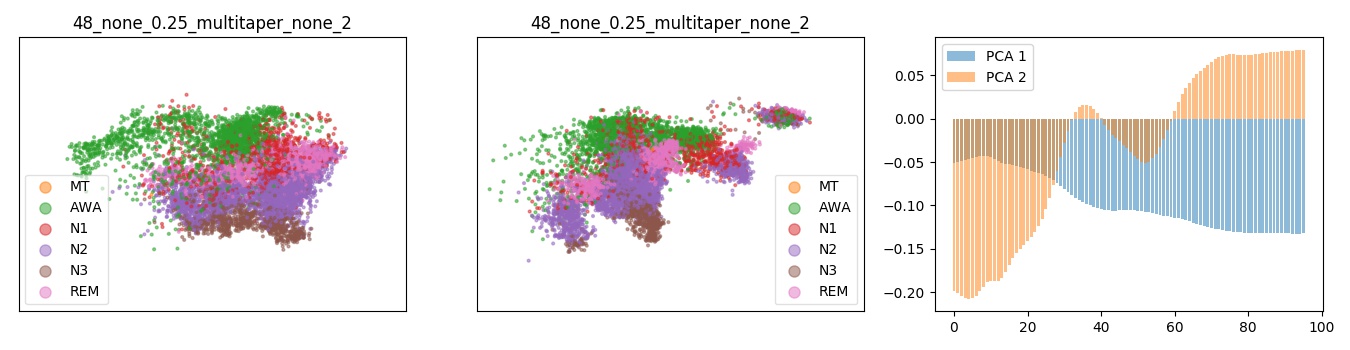 48_none_0.25_multitaper_none_2
MT
AWA
N1
N2
N3
REM
48_none_0.25_multitaper_none_2
MT
AWA
N1
N2
N3
REM
PCA 1
PCA 2
0.05
0.00
−0.05
−0.10
−0.15
−0.20
0 20 40 60 80 100